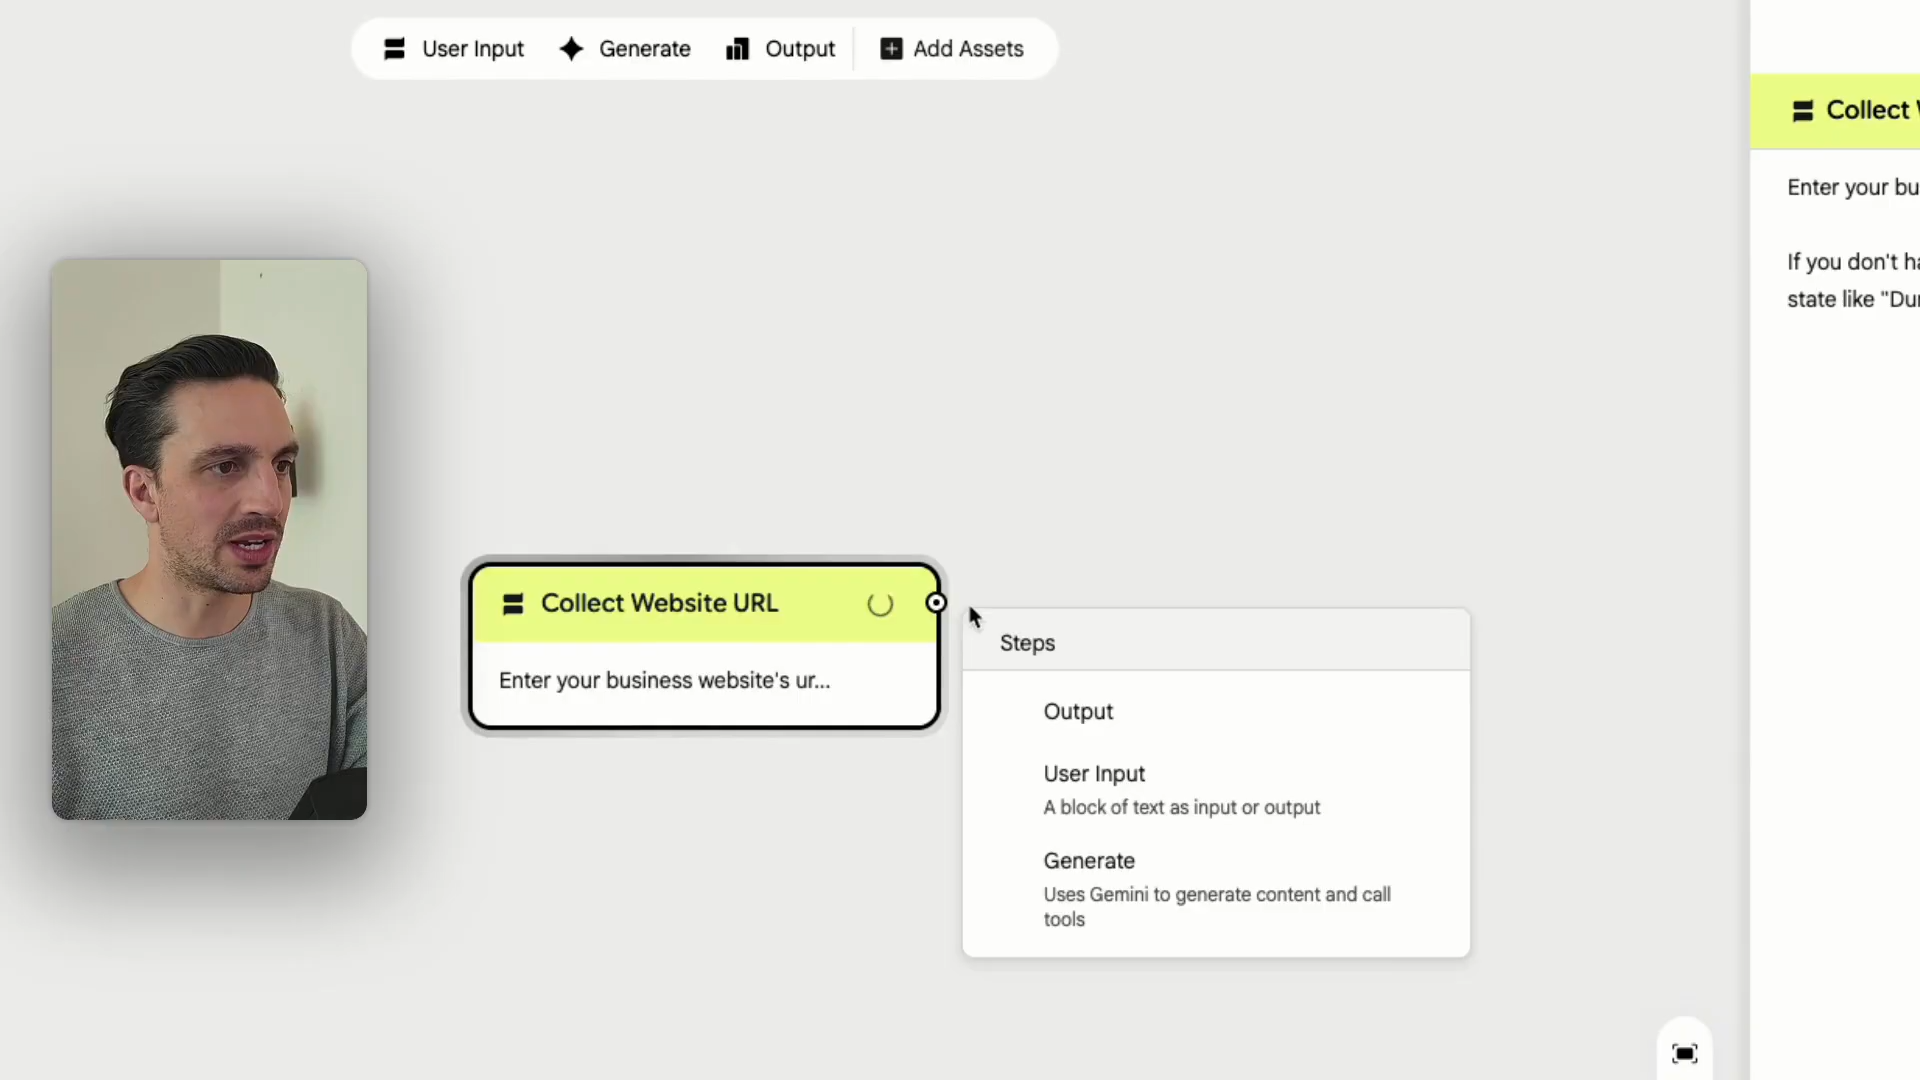 User Input
Generate
Output
Add Assets
Collect
Enter your bu
If you don't ha
state like "Du
Collect Website URL
Enter your business website's ur...
Steps
Output
User Input
A block of text as input or output
Generate
Uses Gemini to generate content and call
tools